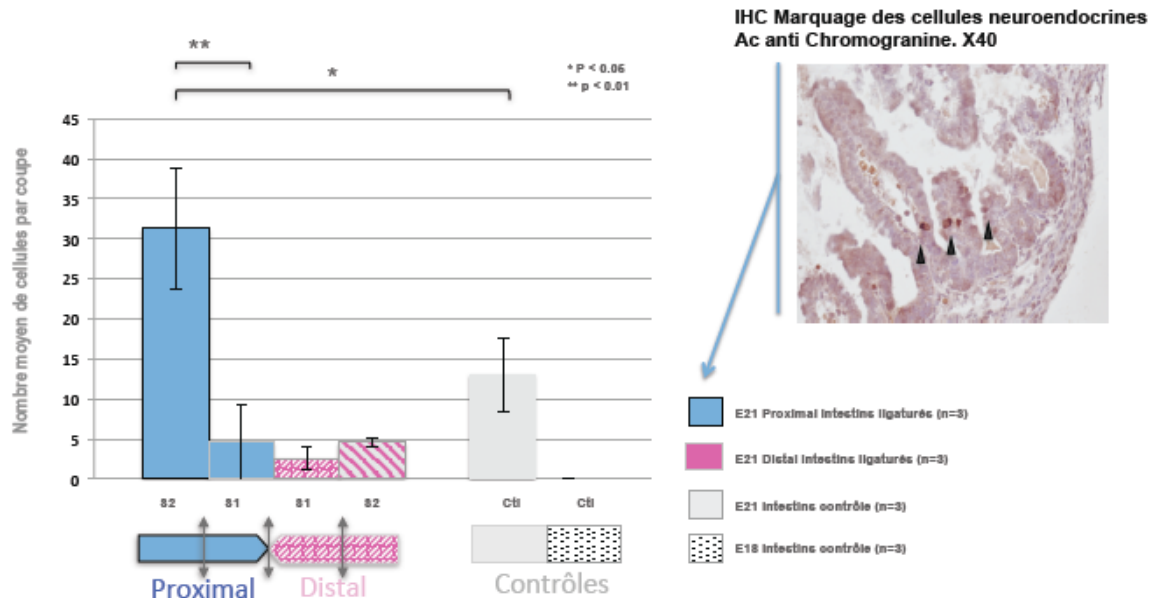 IHC Marquage des cellules neuroendocrines
Ac anti Chromogranine. X40
**
*
* P < 0.05
** p < 0.01
Nombre moyen de cellules par coupe
45
40
35
30
25
20
15
10
5
0
S2 S1 S1 S2 Ctl Ctl
Proximal Distal Contrôles
E21 Proximal Intestins ligaturés (n=3)
E21 Distal Intestins ligaturés (n=3)
E21 Intestins contrôle (n=3)
E18 Intestins contrôle (n=3)